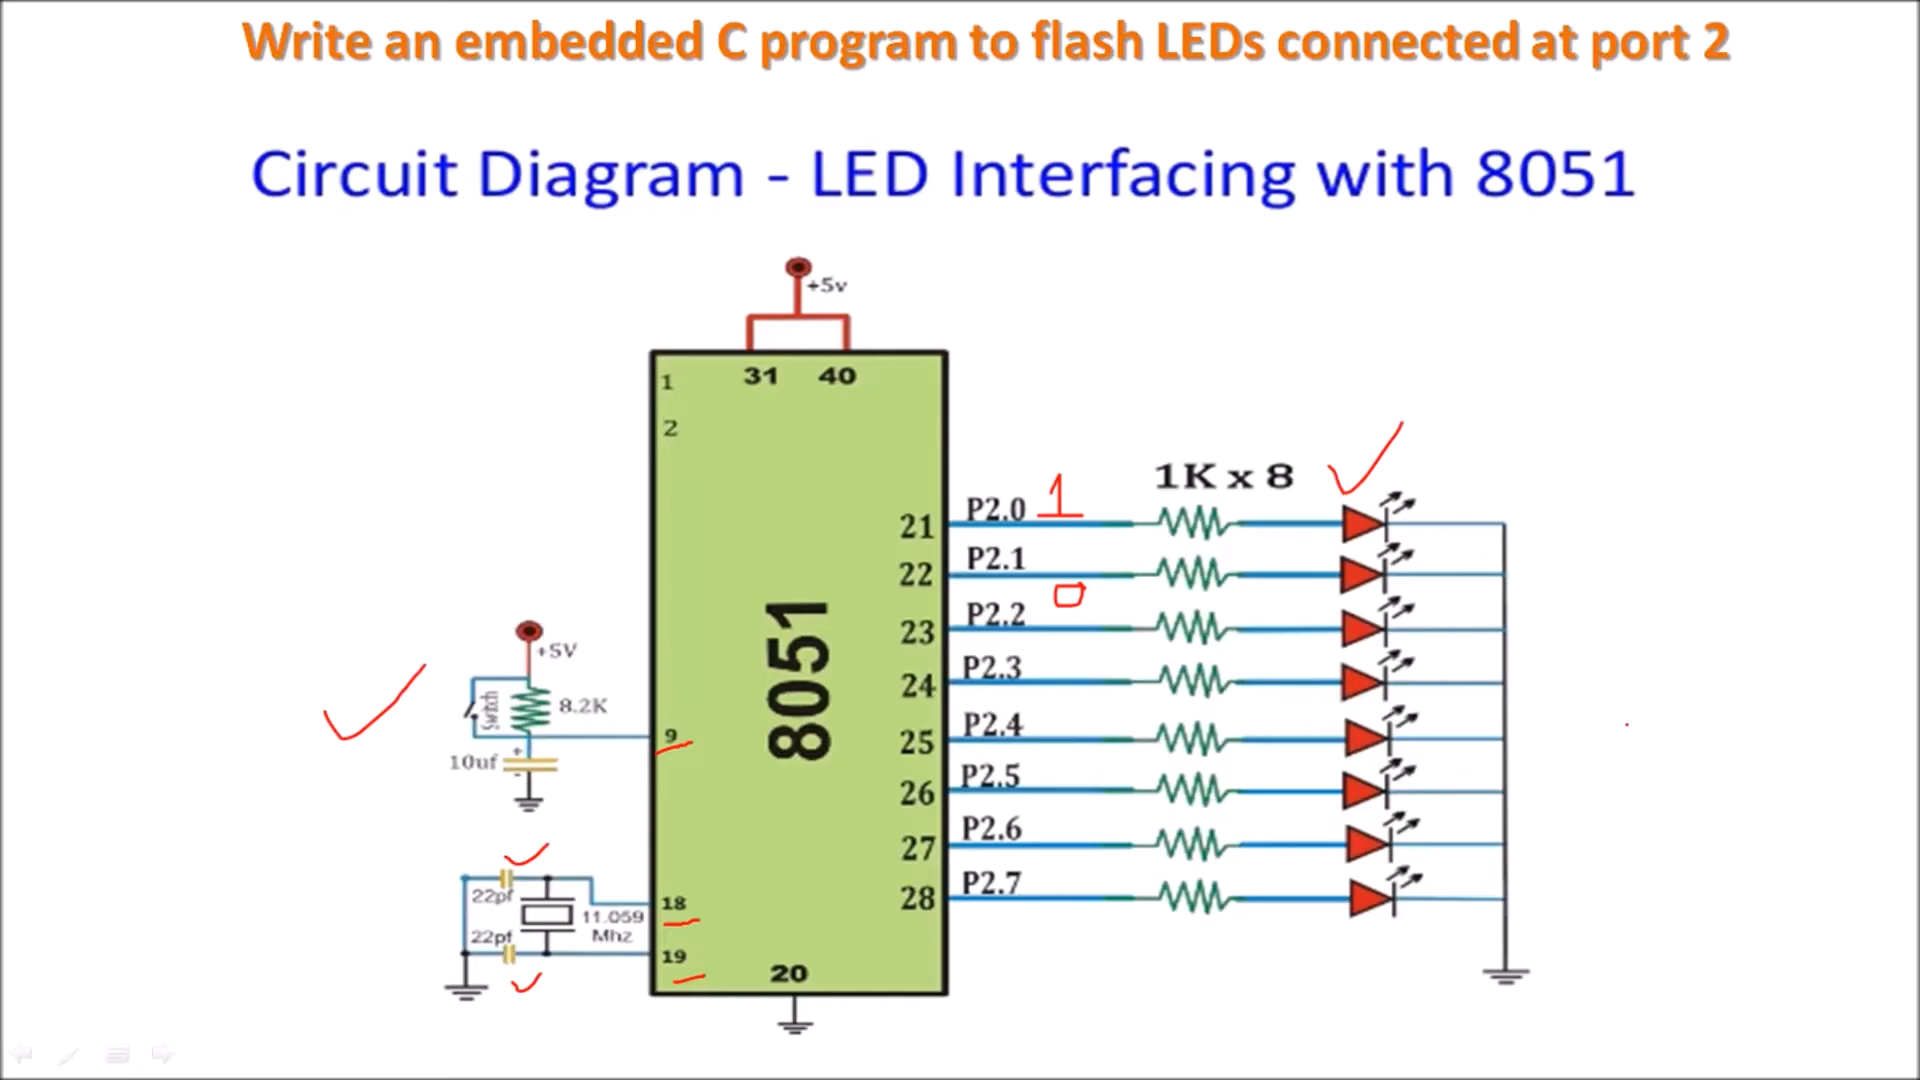 Write an embedded C program to flash LEDs connected at port 2
Circuit Diagram - LED Interfacing with 8051
+5v
31 40
1
2
1K x 8
1
21 P2.0
22 P2.1
0
23 P2.2
24 P2.3
25 P2.4
26 P2.5
27 P2.6
28 P2.7
8051
+5V
Switch
8.2K
9
+
10uf
-
22pf
18
11.059
Mhz
22pf
19
20